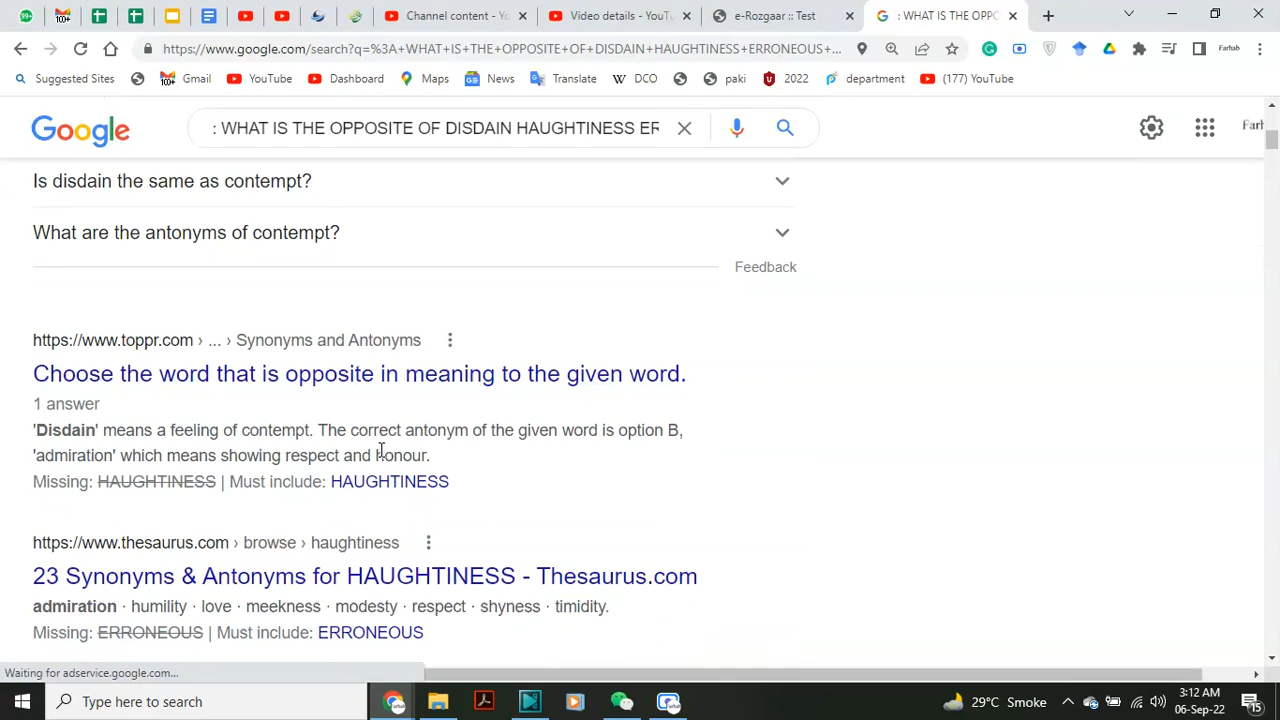 99+
100+
Channel content - Yo
Video details - YouTu
e-Rozgaar :: Test
: WHAT IS THE OPPO
https://www.google.com/search?q=%3A+WHAT+IS+THE+OPPOSITE+OF+DISDAIN+HAUGHTINESS+ERRONEOUS+...
Farhab
Suggested Sites
Gmail
YouTube
Dashboard
Maps
News
Translate
DCO
paki
2022
department
(177) YouTube
Google
: WHAT IS THE OPPOSITE OF DISDAIN HAUGHTINESS ER
Farh
Is disdain the same as contempt?
What are the antonyms of contempt?
Feedback
https://www.toppr.com › ... › Synonyms and Antonyms
Choose the word that is opposite in meaning to the given word.
1 answer
'Disdain' means a feeling of contempt. The correct antonym of the given word is option B,
'admiration' which means showing respect and honour.
Missing: HAUGHTINESS | Must include: HAUGHTINESS
https://www.thesaurus.com › browse › haughtiness
23 Synonyms & Antonyms for HAUGHTINESS - Thesaurus.com
admiration · humility · love · meekness · modesty · respect · shyness · timidity.
Missing: ERRONEOUS | Must include: ERRONEOUS
Waiting for adservice.google.com...
Type here to search
29°C Smoke
3:12 AM
06-Sep-22
15